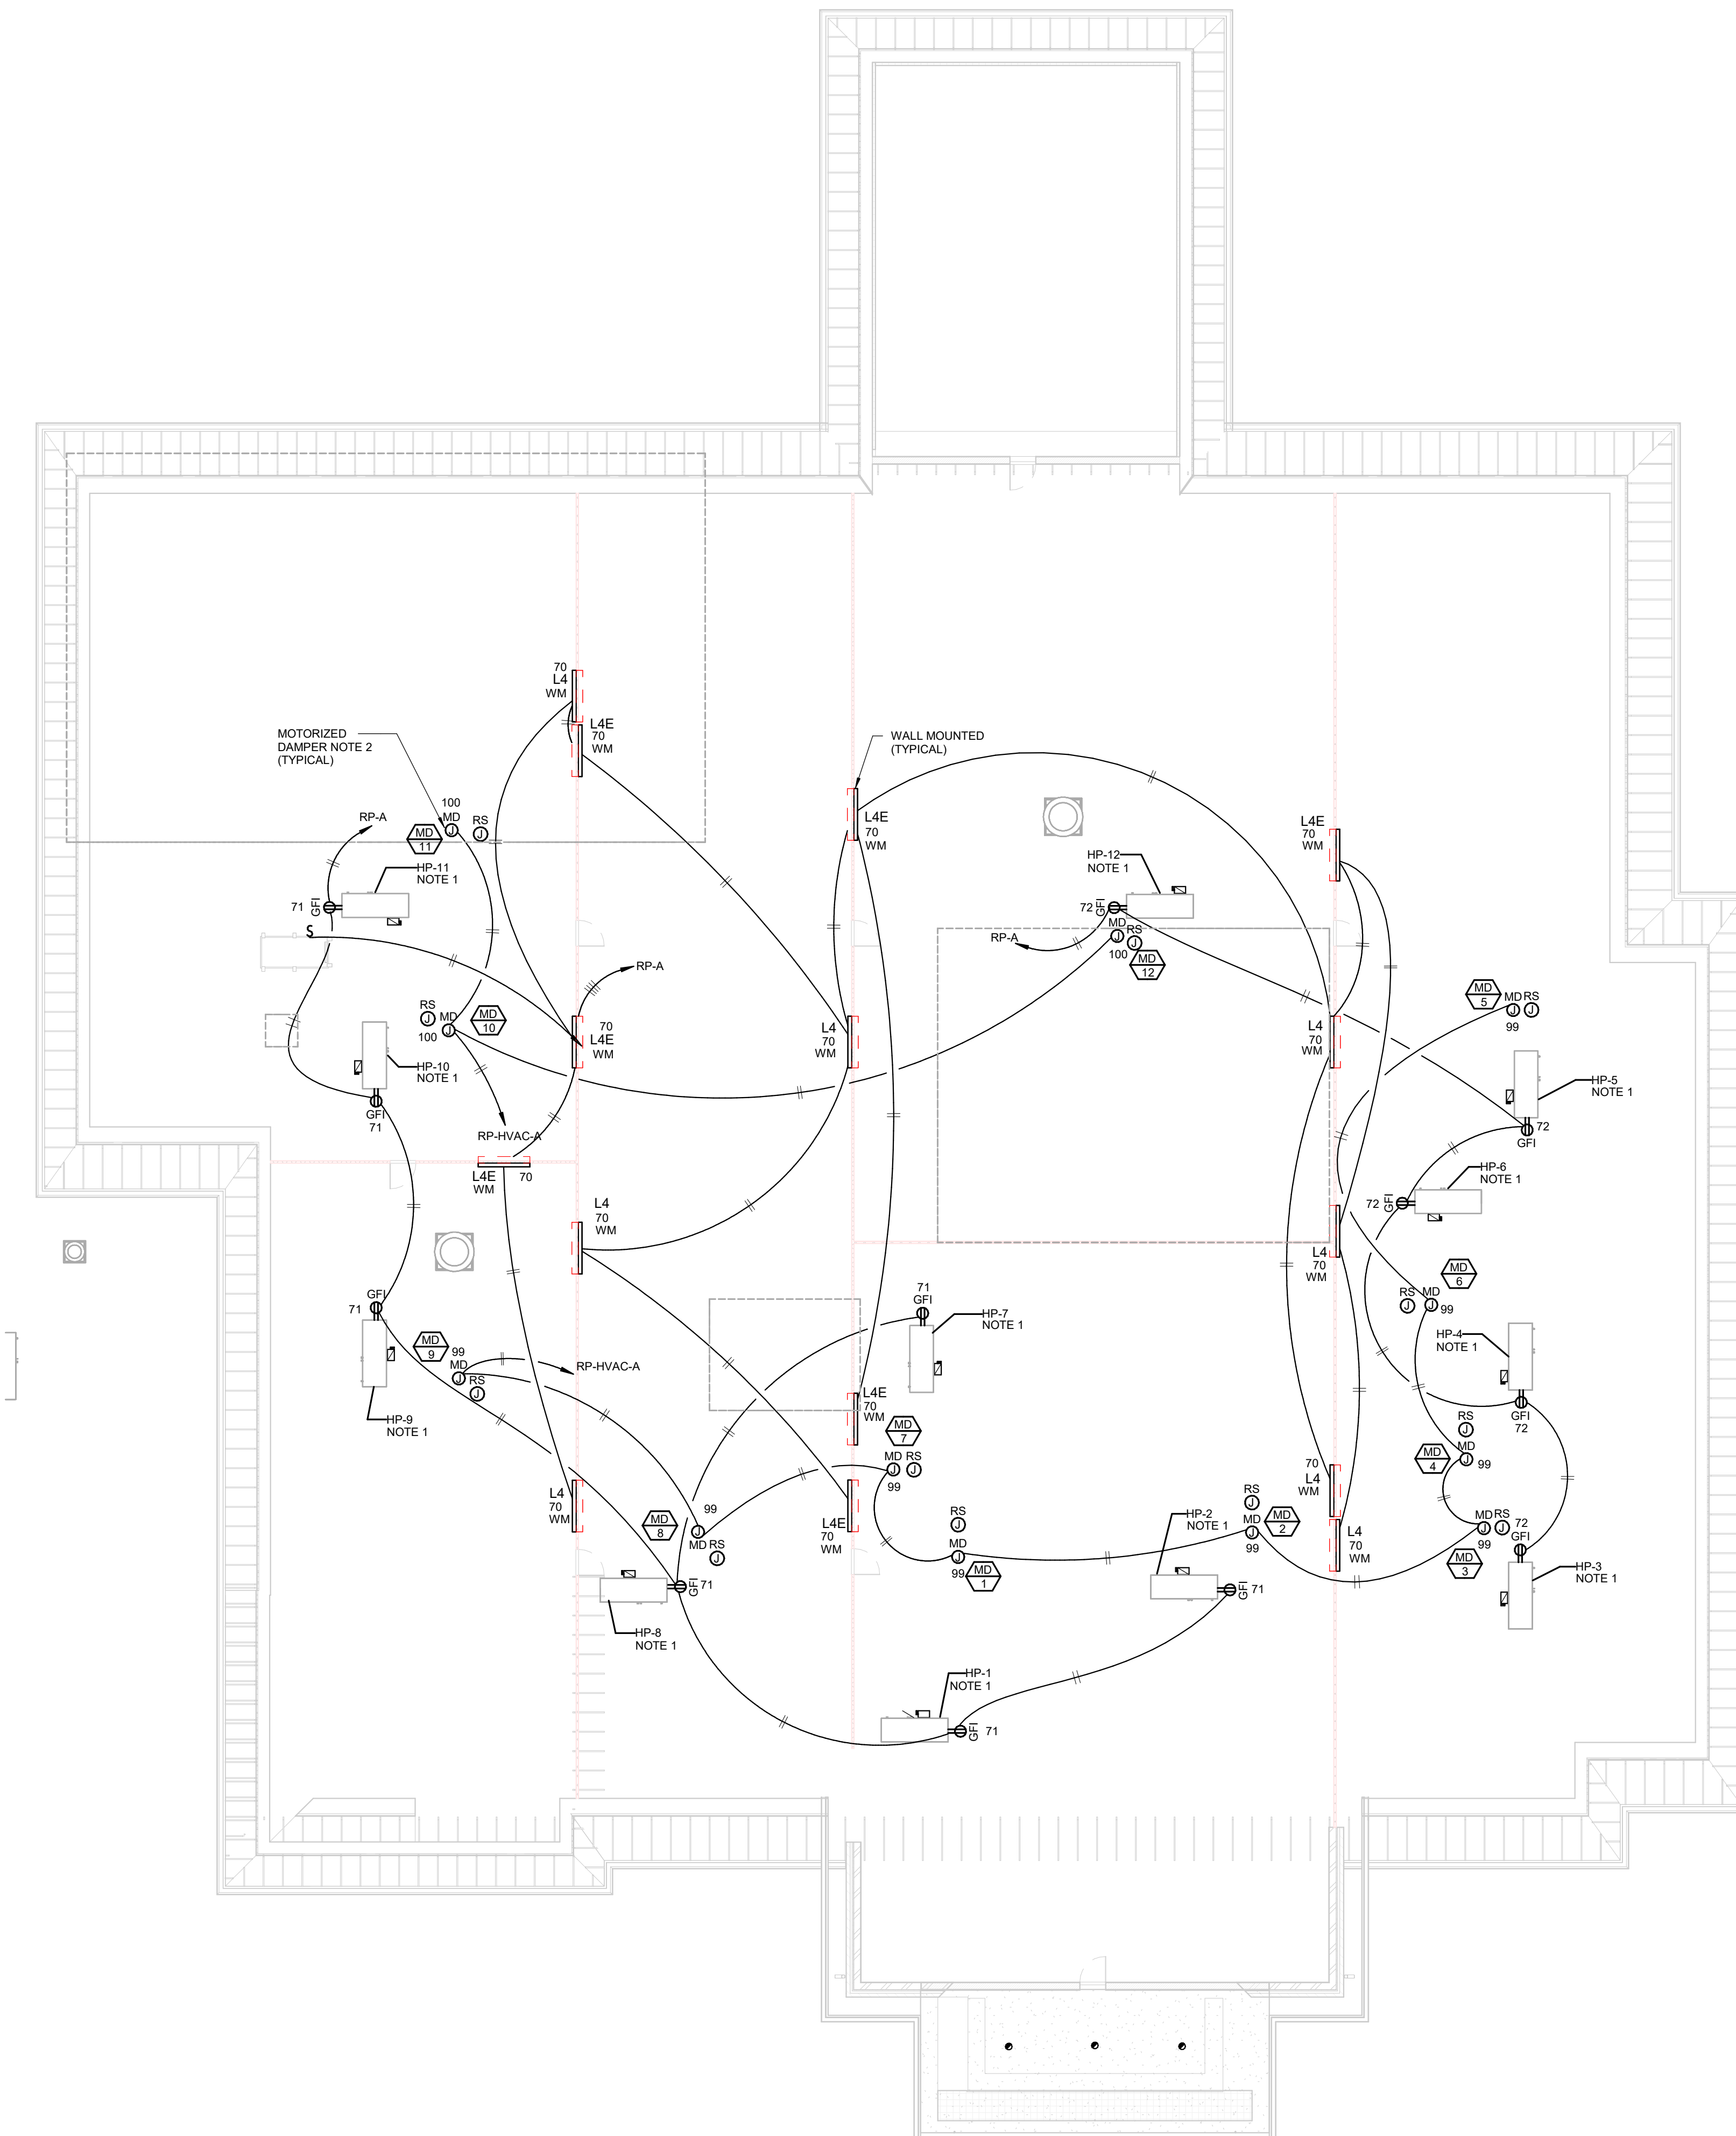 70
L4
WM
L4E
70
WM
MOTORIZED
DAMPER NOTE 2
(TYPICAL)
WALL MOUNTED
(TYPICAL)
100
MD
J
RS
J
MD
11
RP-A
HP-11
NOTE 1
71
GFI
S
L4E
70
WM
L4E
70
WM
HP-12
NOTE 1
72
GFI
MD
J
RS
J
100
MD
12
RP-A
RP-A
RS
J
MD
J
100
MD
10
70
L4E
WM
L4
70
WM
L4
70
WM
MD
5
MD
J
RS
J
99
HP-10
NOTE 1
GFI
71
HP-5
NOTE 1
72
GFI
RP-HVAC-A
L4E
WM
70
HP-6
NOTE 1
72
GFI
L4
70
WM
L4
70
WM
MD
6
RS
J
MD
J
99
71
GFI
71
GFI
HP-7
NOTE 1
HP-4
NOTE 1
MD
9
99
MD
J
RS
J
RP-HVAC-A
HP-9
NOTE 1
L4E
70
WM
GFI
72
MD
7
MD
J
RS
J
99
RS
J
MD
J
99
MD
4
70
L4
WM
L4
70
WM
L4E
70
WM
MD
8
99
J
MD
RS
J
RS
J
MD
J
99
MD
1
HP-2
NOTE 1
RS
J
MD
J
99
MD
2
L4
70
WM
MD
J
RS
J
99
72
GFI
MD
3
HP-3
NOTE 1
GFI
71
GFI
71
HP-8
NOTE 1
HP-1
NOTE 1
GFI
71